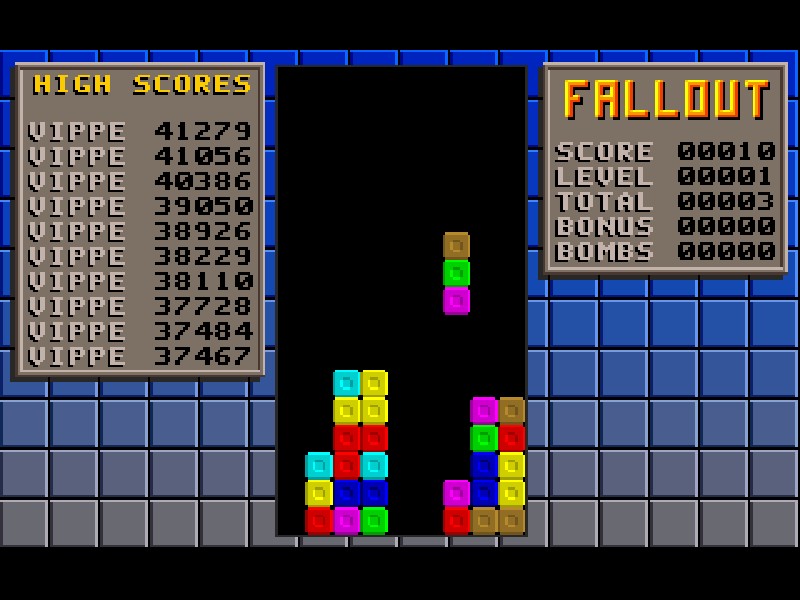 HIGH SCORES
VIPPE 41279
VIPPE 41056
VIPPE 40386
VIPPE 39050
VIPPE 38926
VIPPE 38229
VIPPE 38110
VIPPE 37728
VIPPE 37484
VIPPE 37467
FALLOUT
SCORE 00010
LEVEL 00001
TOTAL 00003
BONUS 00000
BOMBS 00000